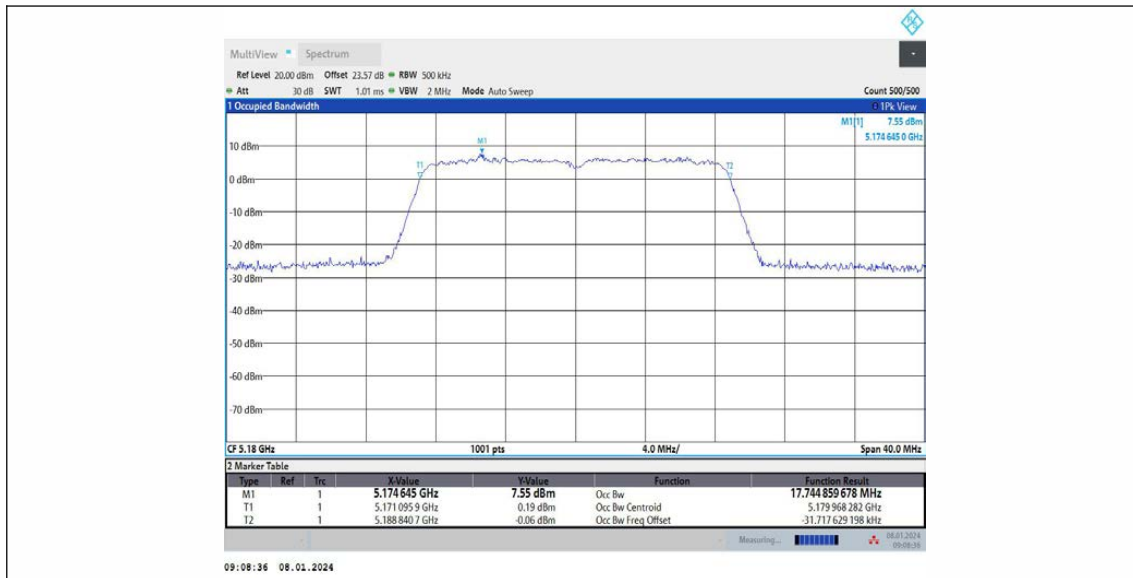 MultiView Spectrum
Ref Level 20.00 dBm Offset 23.57 dB RBW 500 kHz
Att 30 dB SWT 1.01 ms VBW 2 MHz Mode Auto Sweep Count 500/500
1 Occupied Bandwidth 1Pk View
M1[1] 7.55 dBm
5.174 645 0 GHz
M1
10 dBm
T1 T2
0 dBm
-10 dBm
-20 dBm
-30 dBm
-40 dBm
-50 dBm
-60 dBm
-70 dBm
CF 5.18 GHz 1001 pts 4.0 MHz/ Span 40.0 MHz
2 Marker Table
Type Ref Trc X-Value Y-Value Function Function Result
M1 1 5.174 645 GHz 7.55 dBm Occ Bw 17.744 859 678 MHz
T1 1 5.171 095 9 GHz 0.19 dBm Occ Bw Centroid 5.179 968 282 GHz
T2 1 5.188 840 7 GHz -0.06 dBm Occ Bw Freq Offset -31.717 629 198 kHz
Measuring... 08.01.2024
09:08:36
09:08:36 08.01.2024